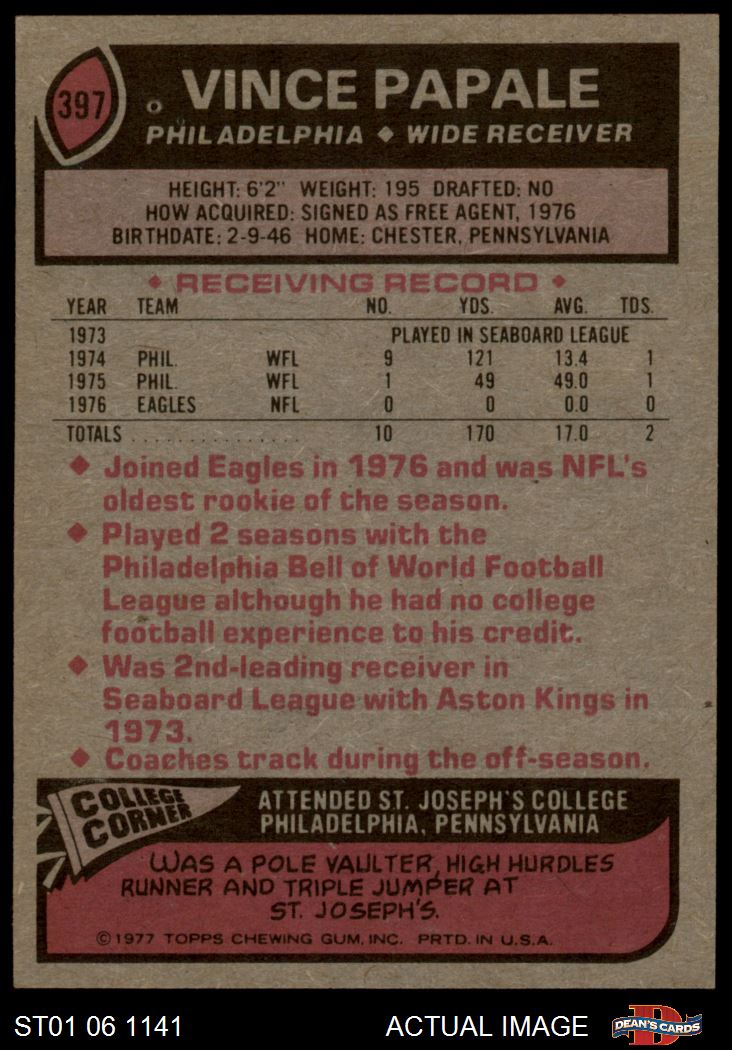 397
VINCE PAPALE
PHILADELPHIA ◆ WIDE RECEIVER
HEIGHT: 6'2" WEIGHT: 195 DRAFTED: NO
HOW ACQUIRED: SIGNED AS FREE AGENT, 1976
BIRTHDATE: 2-9-46 HOME: CHESTER, PENNSYLVANIA
◆ RECEIVING RECORD ◆
YEAR TEAM NO. YDS. AVG. TDS.
1973 PLAYED IN SEABOARD LEAGUE
1974 PHIL. WFL 9 121 13.4 1
1975 PHIL. WFL 1 49 49.0 1
1976 EAGLES NFL 0 0 0.0 0
TOTALS . . . . . . . . . . . . . . . . 10 170 17.0 2
◆ Joined Eagles in 1976 and was NFL's
oldest rookie of the season.
◆ Played 2 seasons with the
Philadelphia Bell of World Football
League although he had no college
football experience to his credit.
◆ Was 2nd-leading receiver in
Seaboard League with Aston Kings in
1973.
◆ Coaches track during the off-season.
COLLEGE
CORNER
ATTENDED ST. JOSEPH'S COLLEGE
PHILADELPHIA, PENNSYLVANIA
WAS A POLE VAULTER, HIGH HURDLES
RUNNER AND TRIPLE JUMPER AT
ST. JOSEPH'S.
©1977 TOPPS CHEWING GUM, INC. PRTD. IN U.S.A.
ST01 06 1141 ACTUAL IMAGE
D
DEAN'S CARDS